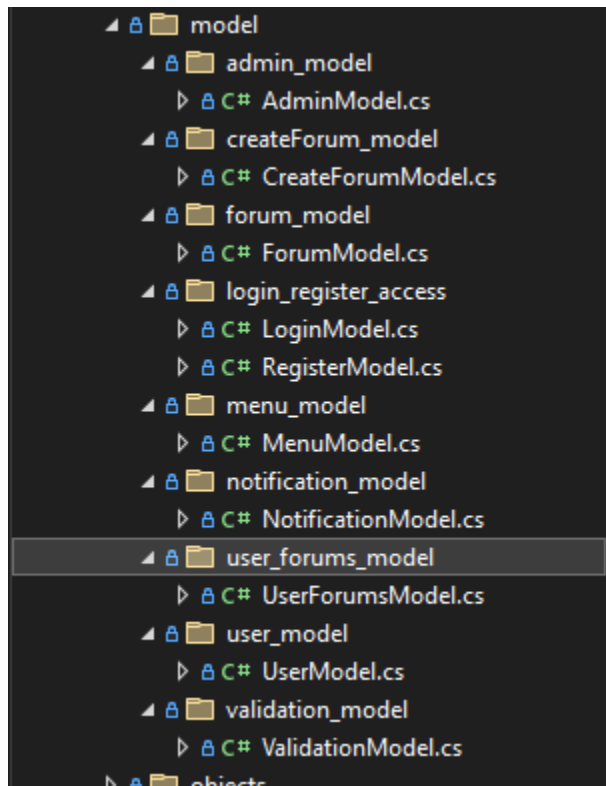 model
admin_model
C# AdminModel.cs
createForum_model
C# CreateForumModel.cs
forum_model
C# ForumModel.cs
login_register_access
C# LoginModel.cs
C# RegisterModel.cs
menu_model
C# MenuModel.cs
notification_model
C# NotificationModel.cs
user_forums_model
C# UserForumsModel.cs
user_model
C# UserModel.cs
validation_model
C# ValidationModel.cs
objects